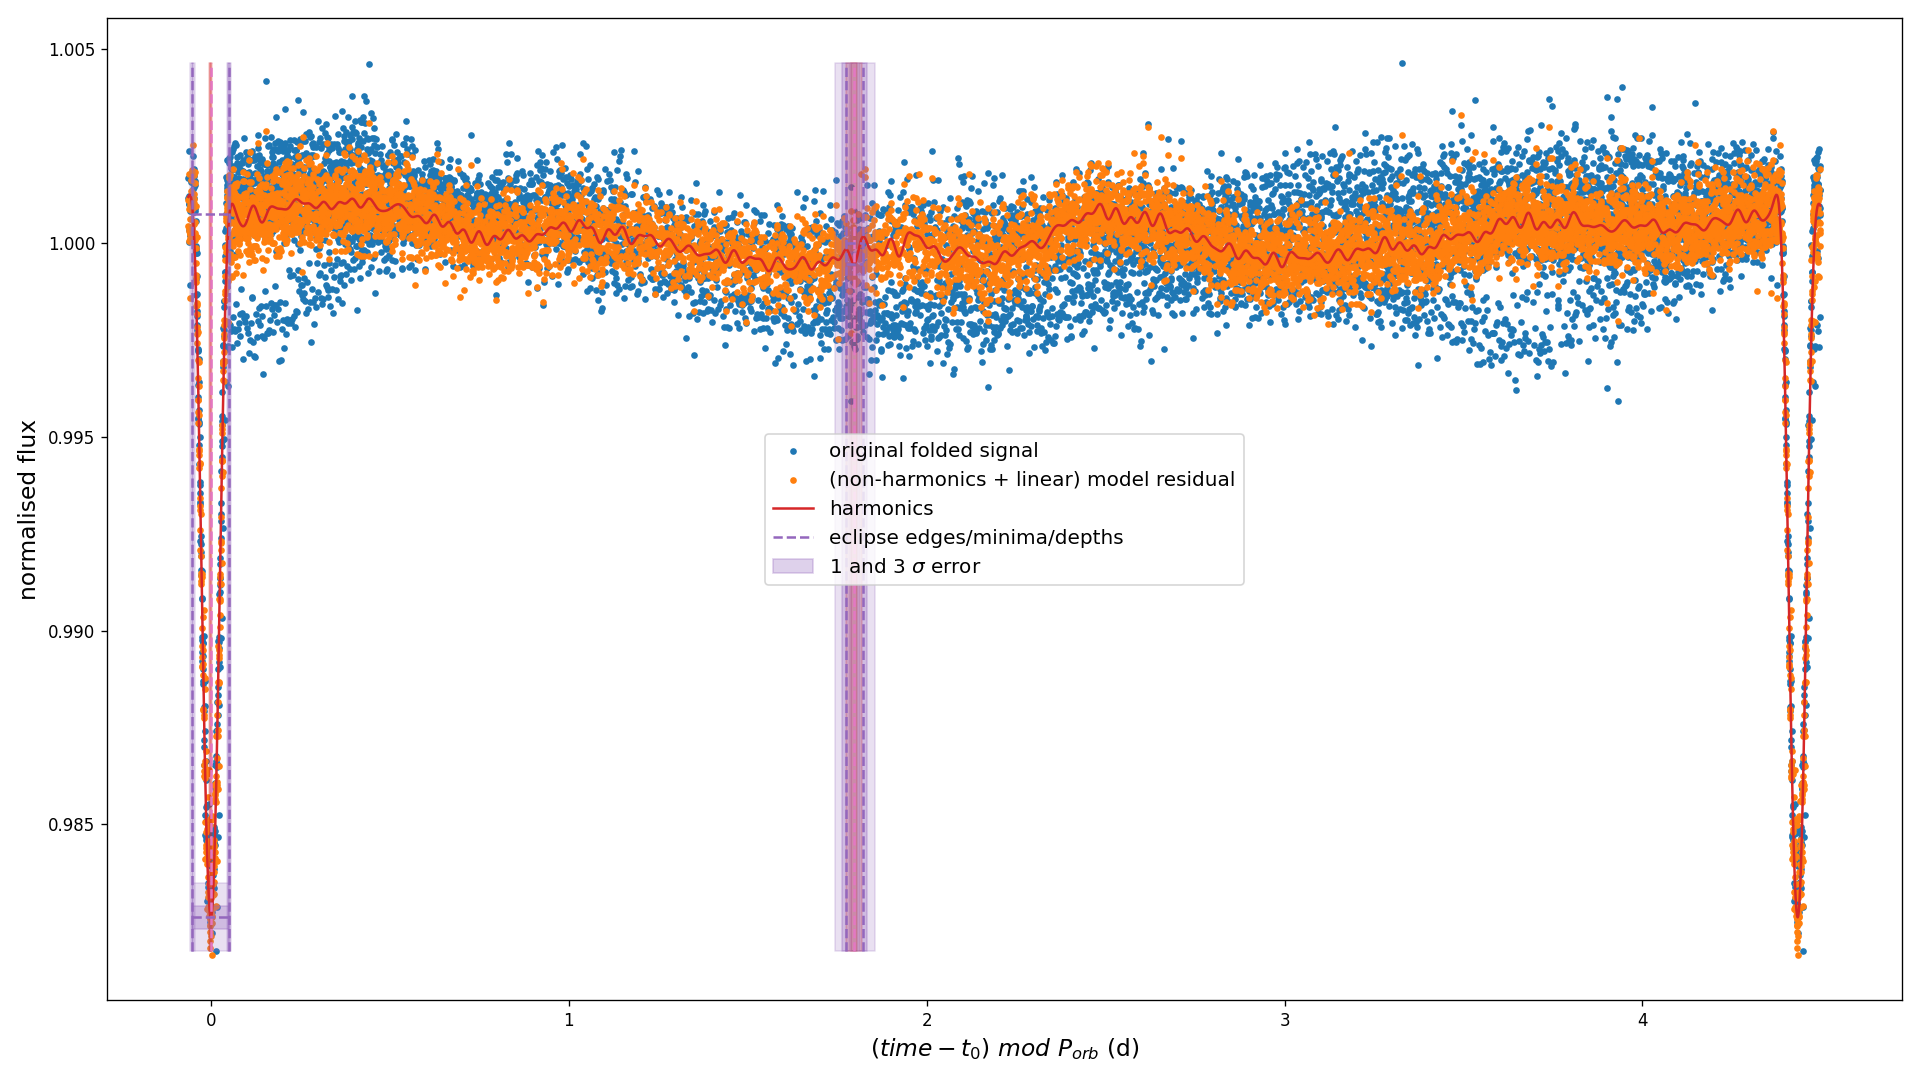 1.005
1.000
0.995
0.990
0.985
normalised flux
original folded signal
(non-harmonics + linear) model residual
harmonics
eclipse edges/minima/depths
1 and 3 σ error
0 1 2 3 4
(time − t₀) mod Pₒᵣb (d)